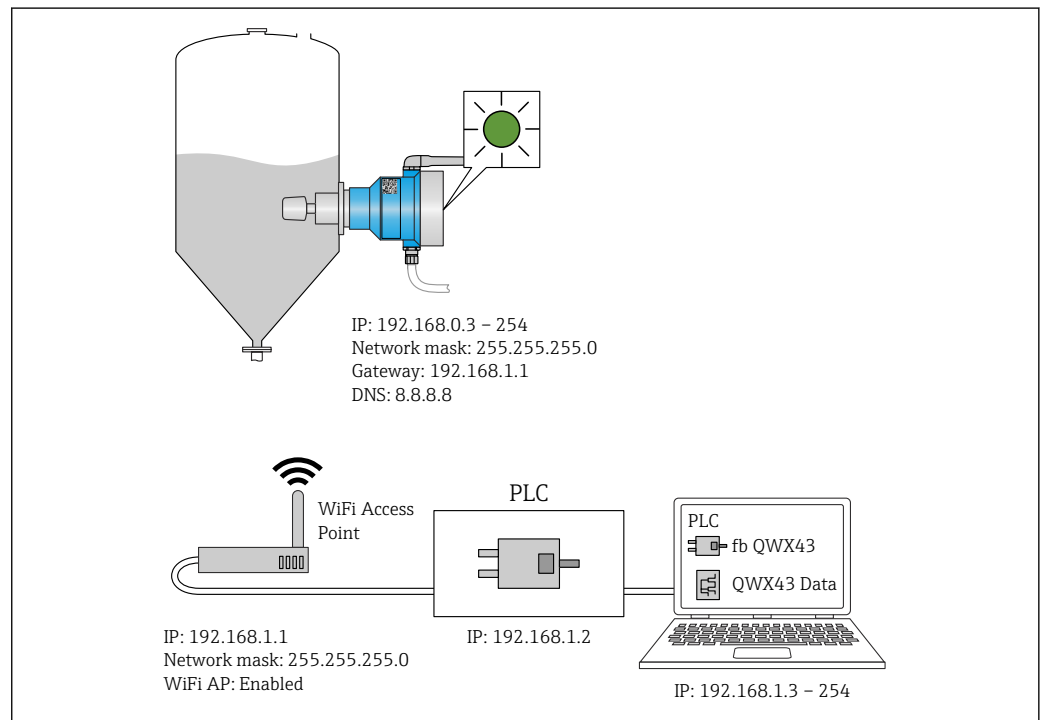 IP: 192.168.0.3 – 254
Network mask: 255.255.255.0
Gateway: 192.168.1.1
DNS: 8.8.8.8
WiFi Access
Point
PLC
PLC
fb QWX43
QWX43 Data
IP: 192.168.1.1
Network mask: 255.255.255.0
WiFi AP: Enabled
IP: 192.168.1.2
IP: 192.168.1.3 – 254